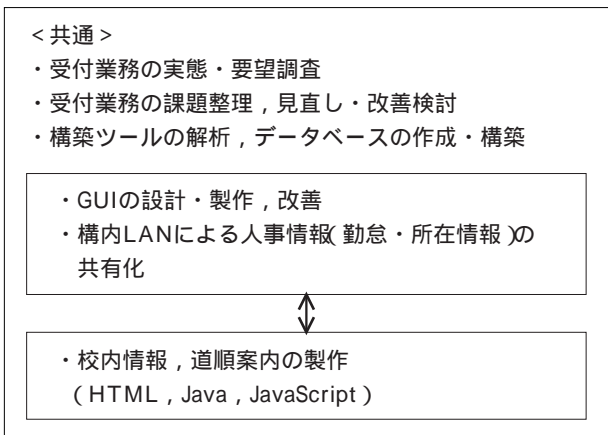 ＜共通＞
・受付業務の実態・要望調査
・受付業務の課題整理，見直し・改善検討
・構築ツールの解析，データベースの作成・構築
・GUIの設計・製作，改善
・構内LANによる人事情報(勤怠・所在情報)の
共有化
・校内情報，道順案内の製作
（HTML，Java，JavaScript）